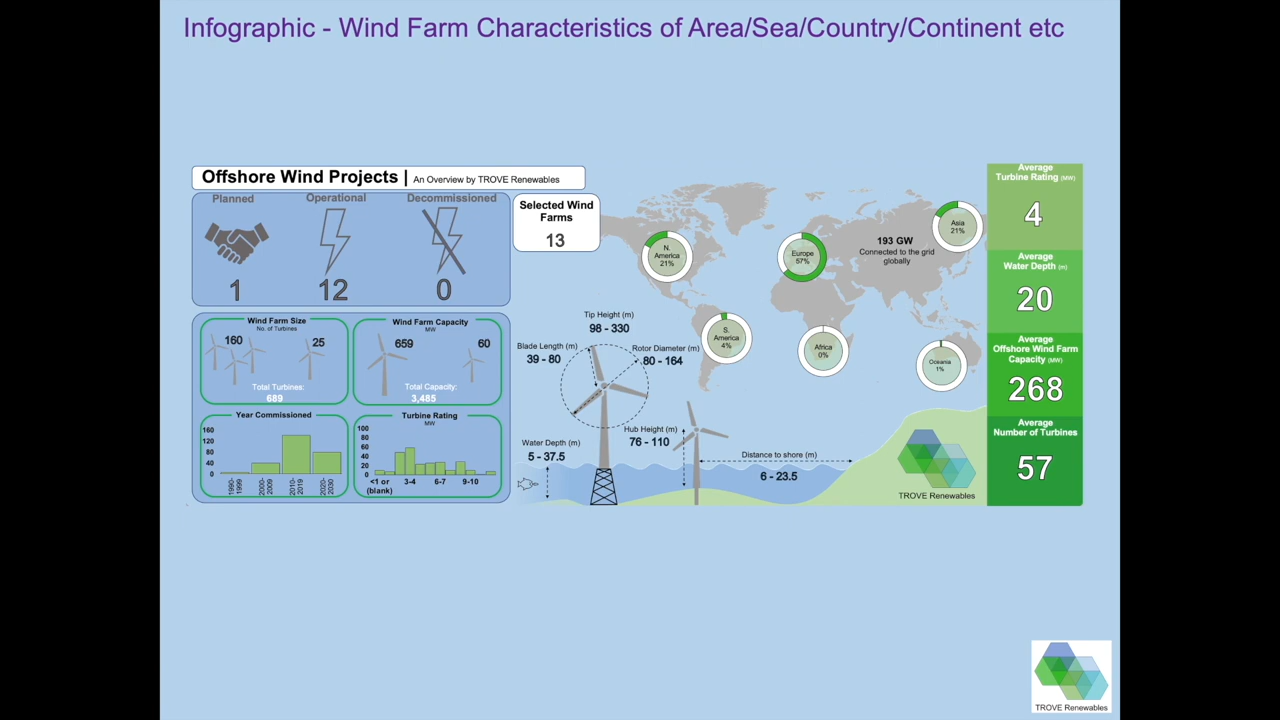 Infographic - Wind Farm Characteristics of Area/Sea/Country/Continent etc
Offshore Wind Projects | An Overview by TROVE Renewables
Planned
Operational
Decommissioned
1
12
0
Selected Wind
Farms
13
Wind Farm Size
No. of Turbines
160
25
Total Turbines:
689
Wind Farm Capacity
MW
659
60
Total Capacity:
3,485
Year Commissioned
160
120
80
40
0
1990-
1999
2000-
2009
2010-
2019
2020-
2030
Turbine Rating
MW
100
80
60
40
20
0
<1 or
(blank)
3-4
6-7
9-10
N.
America
21%
Europe
57%
Asia
21%
193 GW
Connected to the grid
globally
S.
America
4%
Africa
0%
Oceania
1%
Tip Height (m)
98 - 330
Blade Length (m)
39 - 80
Rotor Diameter (m)
80 - 164
Hub Height (m)
76 - 110
Water Depth (m)
5 - 37.5
Distance to shore (m)
6 - 23.5
TROVE Renewables
Average
Turbine Rating (MW)
4
Average
Water Depth (m)
20
Average
Offshore Wind Farm
Capacity (MW)
268
Average
Number of Turbines
57
TROVE Renewables